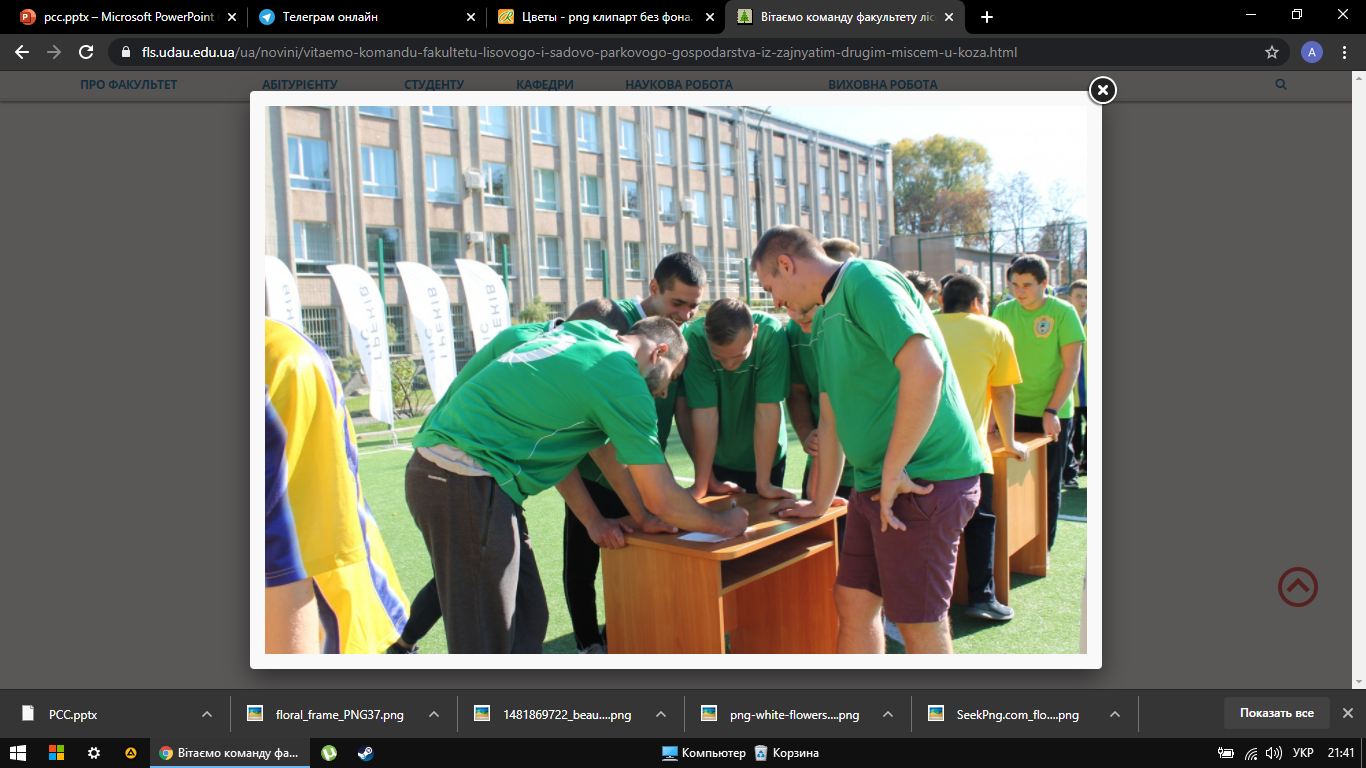 pcc.pptx – Microsoft PowerPoint
Телеграм онлайн
Цветы - png клипарт без фона.
Вітаємо команду факультету ліс
fls.udau.edu.ua/ua/novini/vitaemo-komandu-fakultetu-lisovogo-i-sadovo-parkovogo-gospodarstva-iz-zajnyatim-drugim-miscem-u-koza.html
A
ПРО ФАКУЛЬТЕТ
АБІТУРІЄНТУ
СТУДЕНТУ
КАФЕДРИ
НАУКОВА РОБОТА
ВИХОВНА РОБОТА
PCC.pptx
floral_frame_PNG37.png
1481869722_beau....png
png-white-flowers....png
SeekPng.com_flo....png
Показать все
Вітаємо команду фа...
Компьютер
Корзина
УКР
21:41